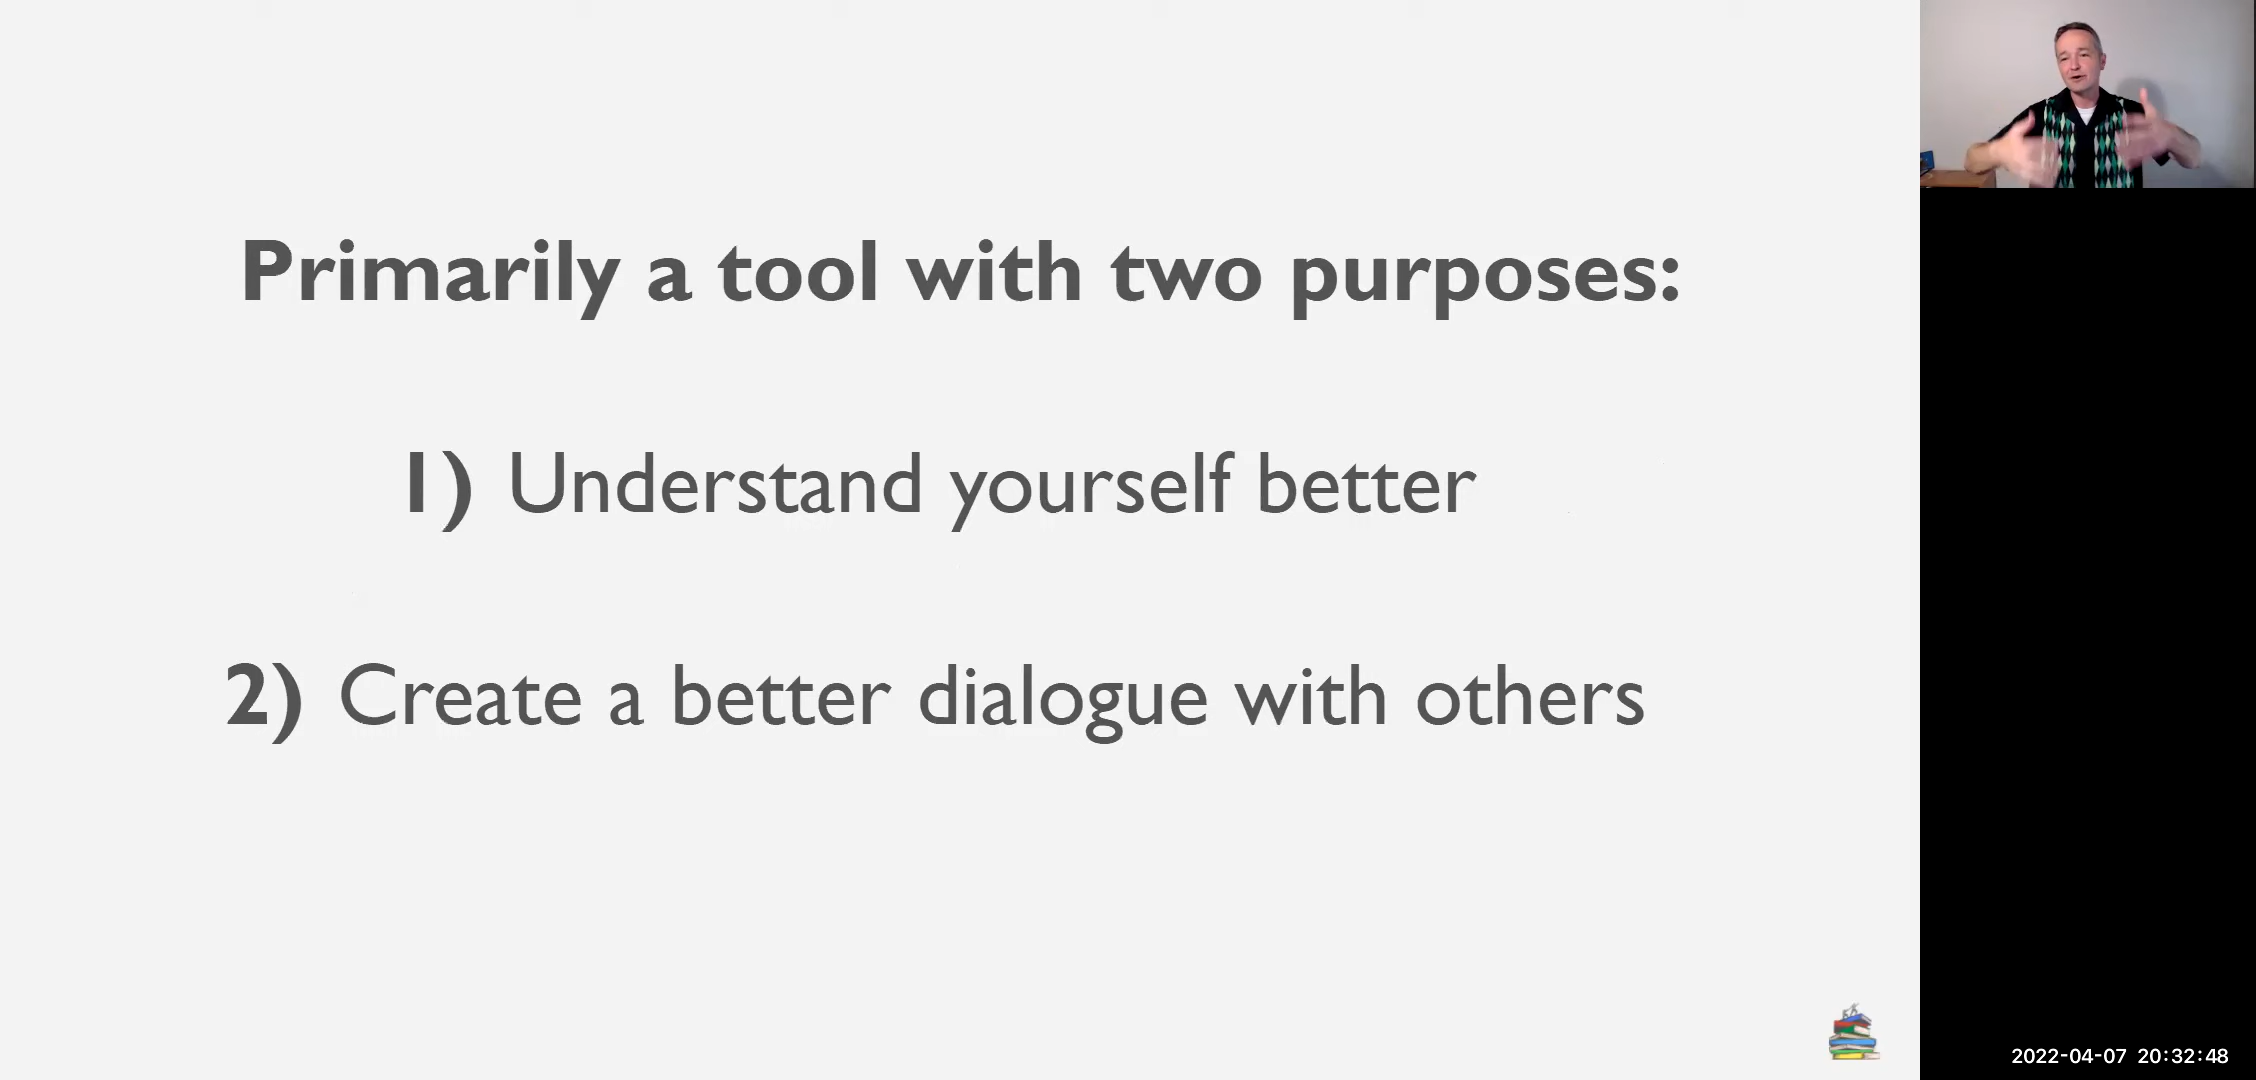 Primarily a tool with two purposes:
1) Understand yourself better
2) Create a better dialogue with others
2022-04-07 20:32:48